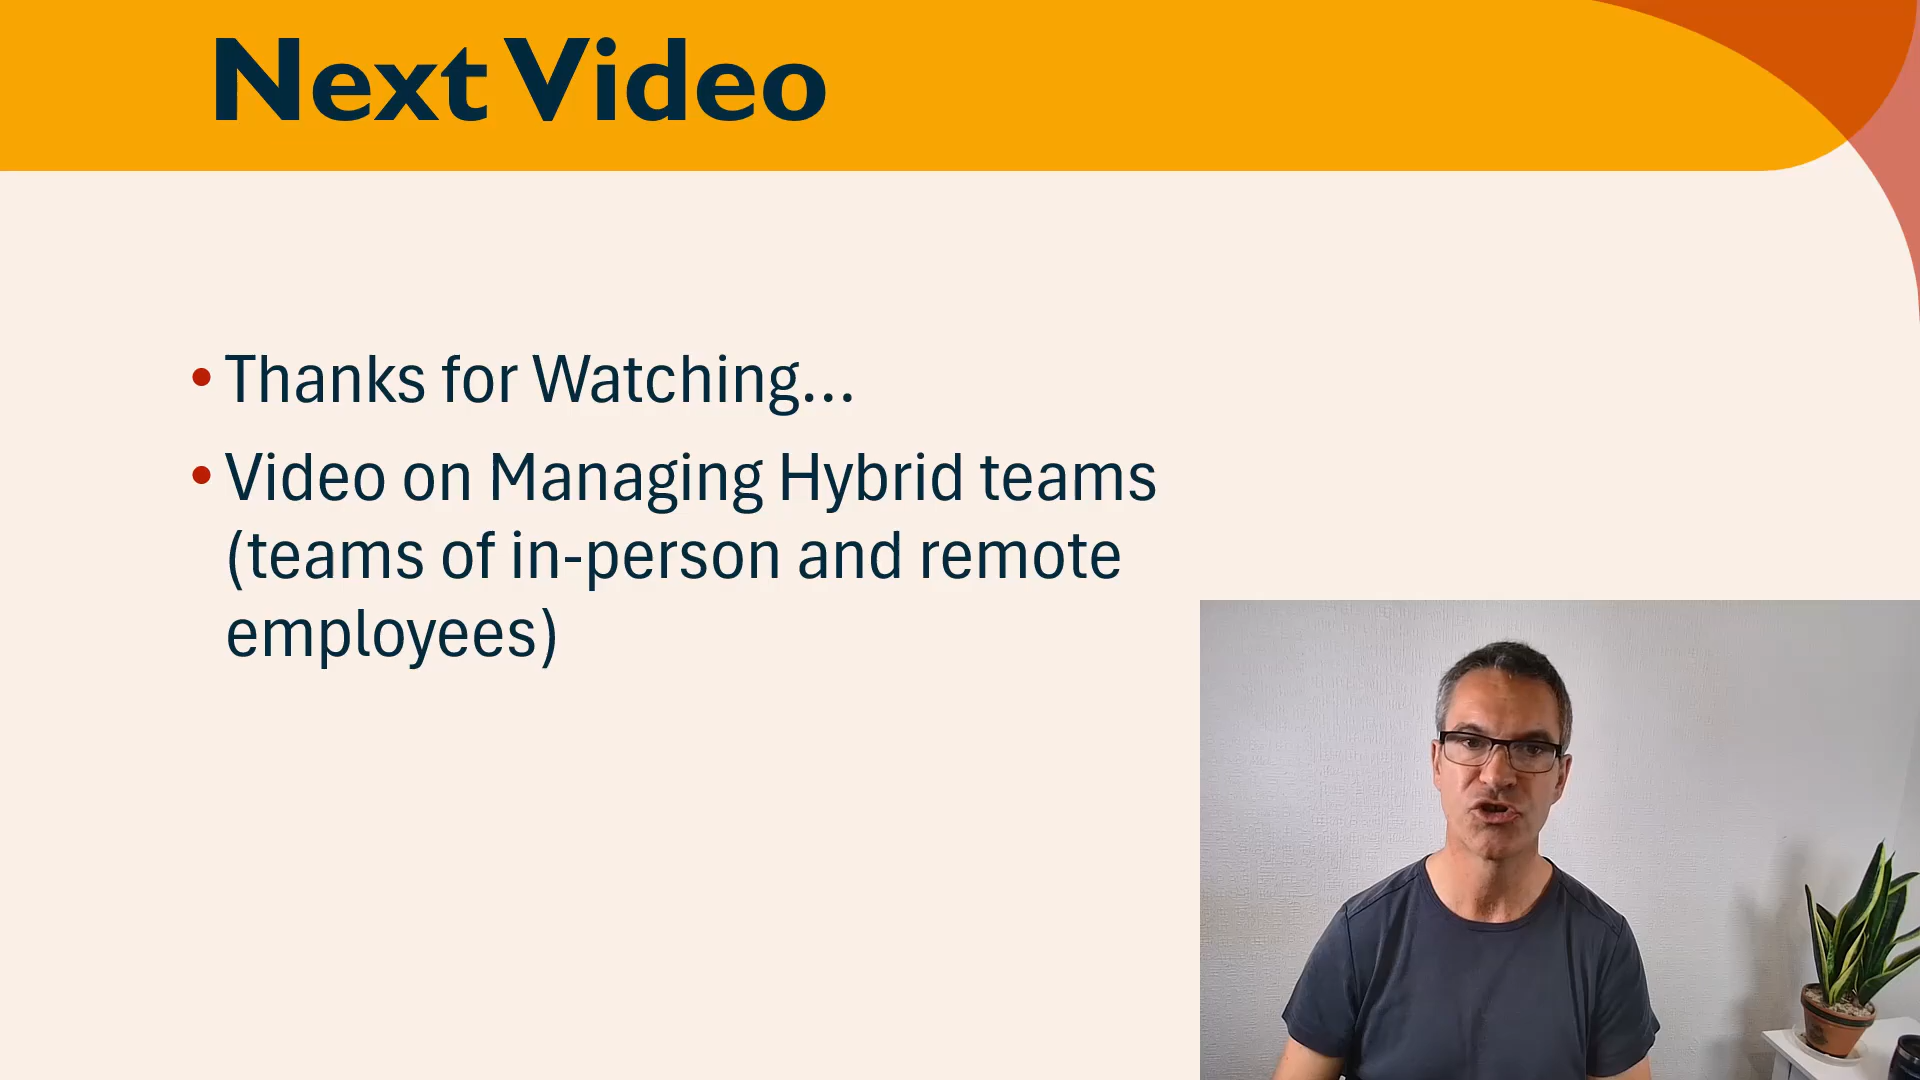 Next Video
• Thanks for Watching...
• Video on Managing Hybrid teams
(teams of in-person and remote
employees)